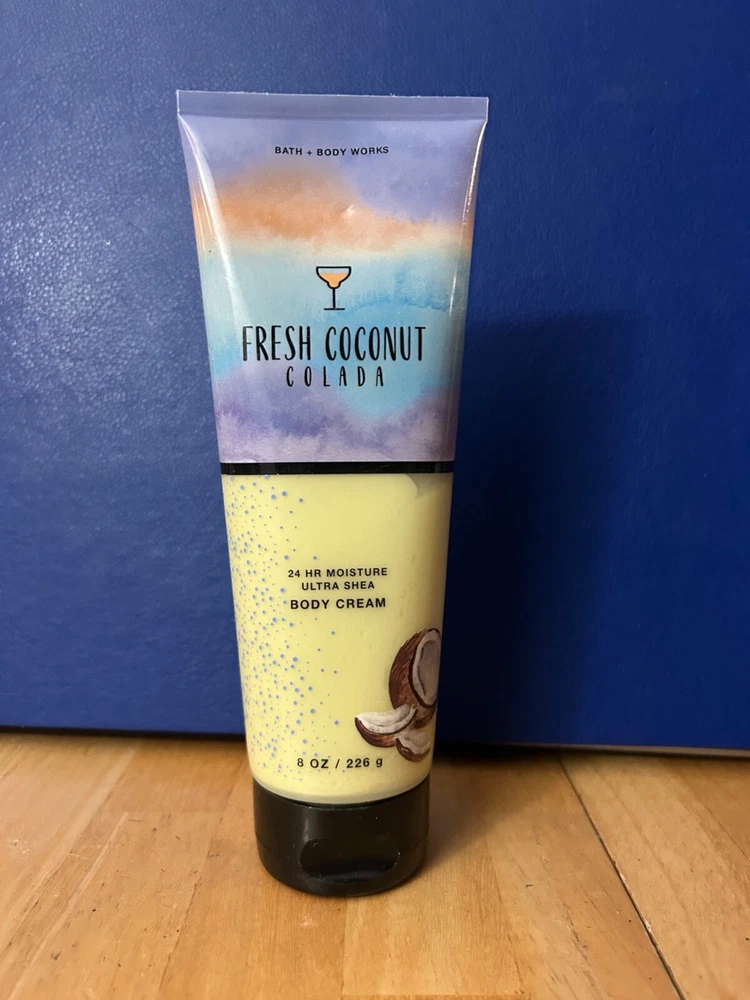 BATH + BODY WORKS
FRESH COCONUT
COLADA
24 HR MOISTURE
ULTRA SHEA
BODY CREAM
8 OZ / 226 g